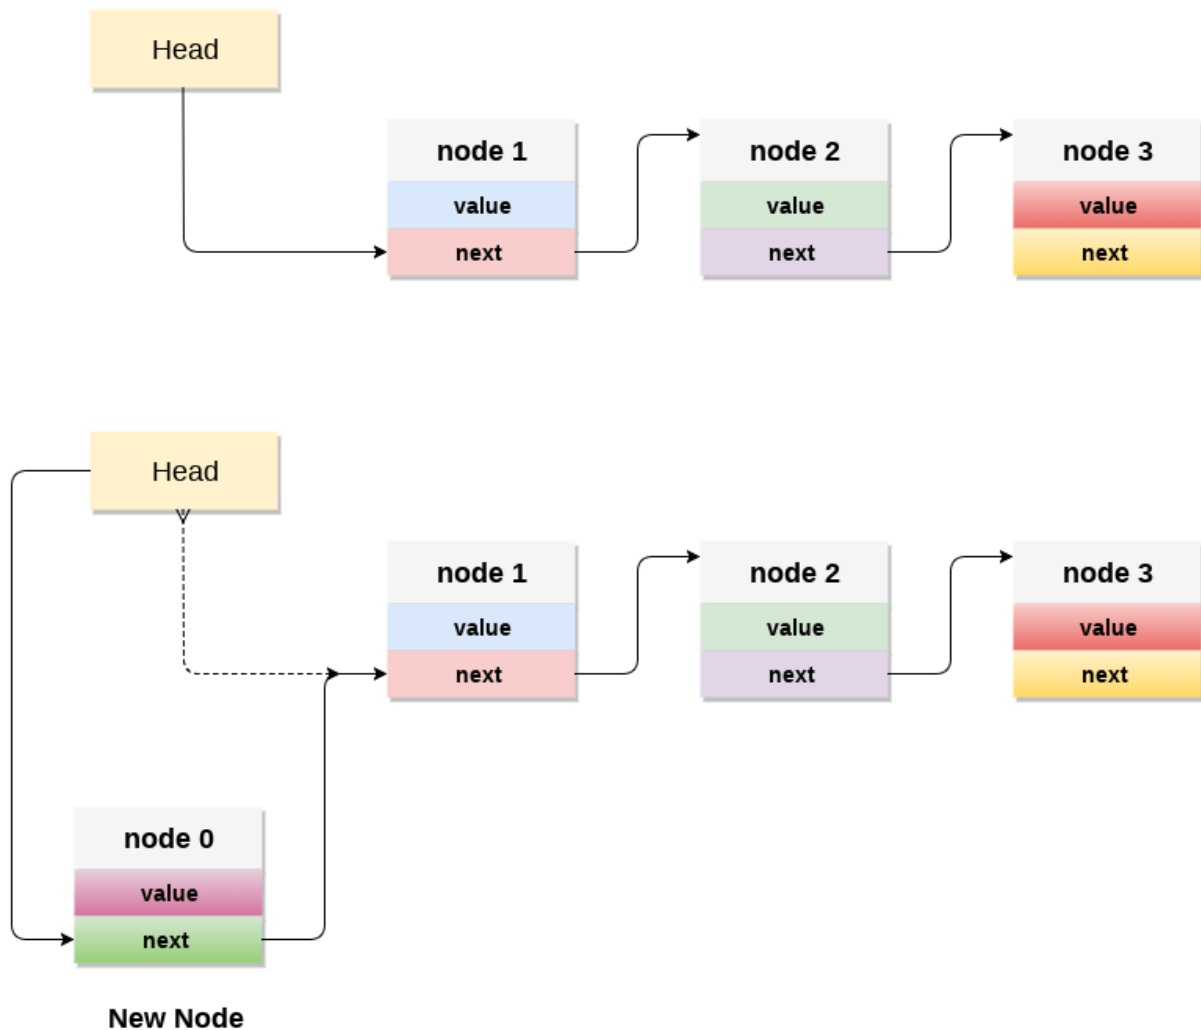 Head
node 1
value
next
node 2
value
next
node 3
value
next
Head
node 1
value
next
node 2
value
next
node 3
value
next
node 0
value
next
New Node